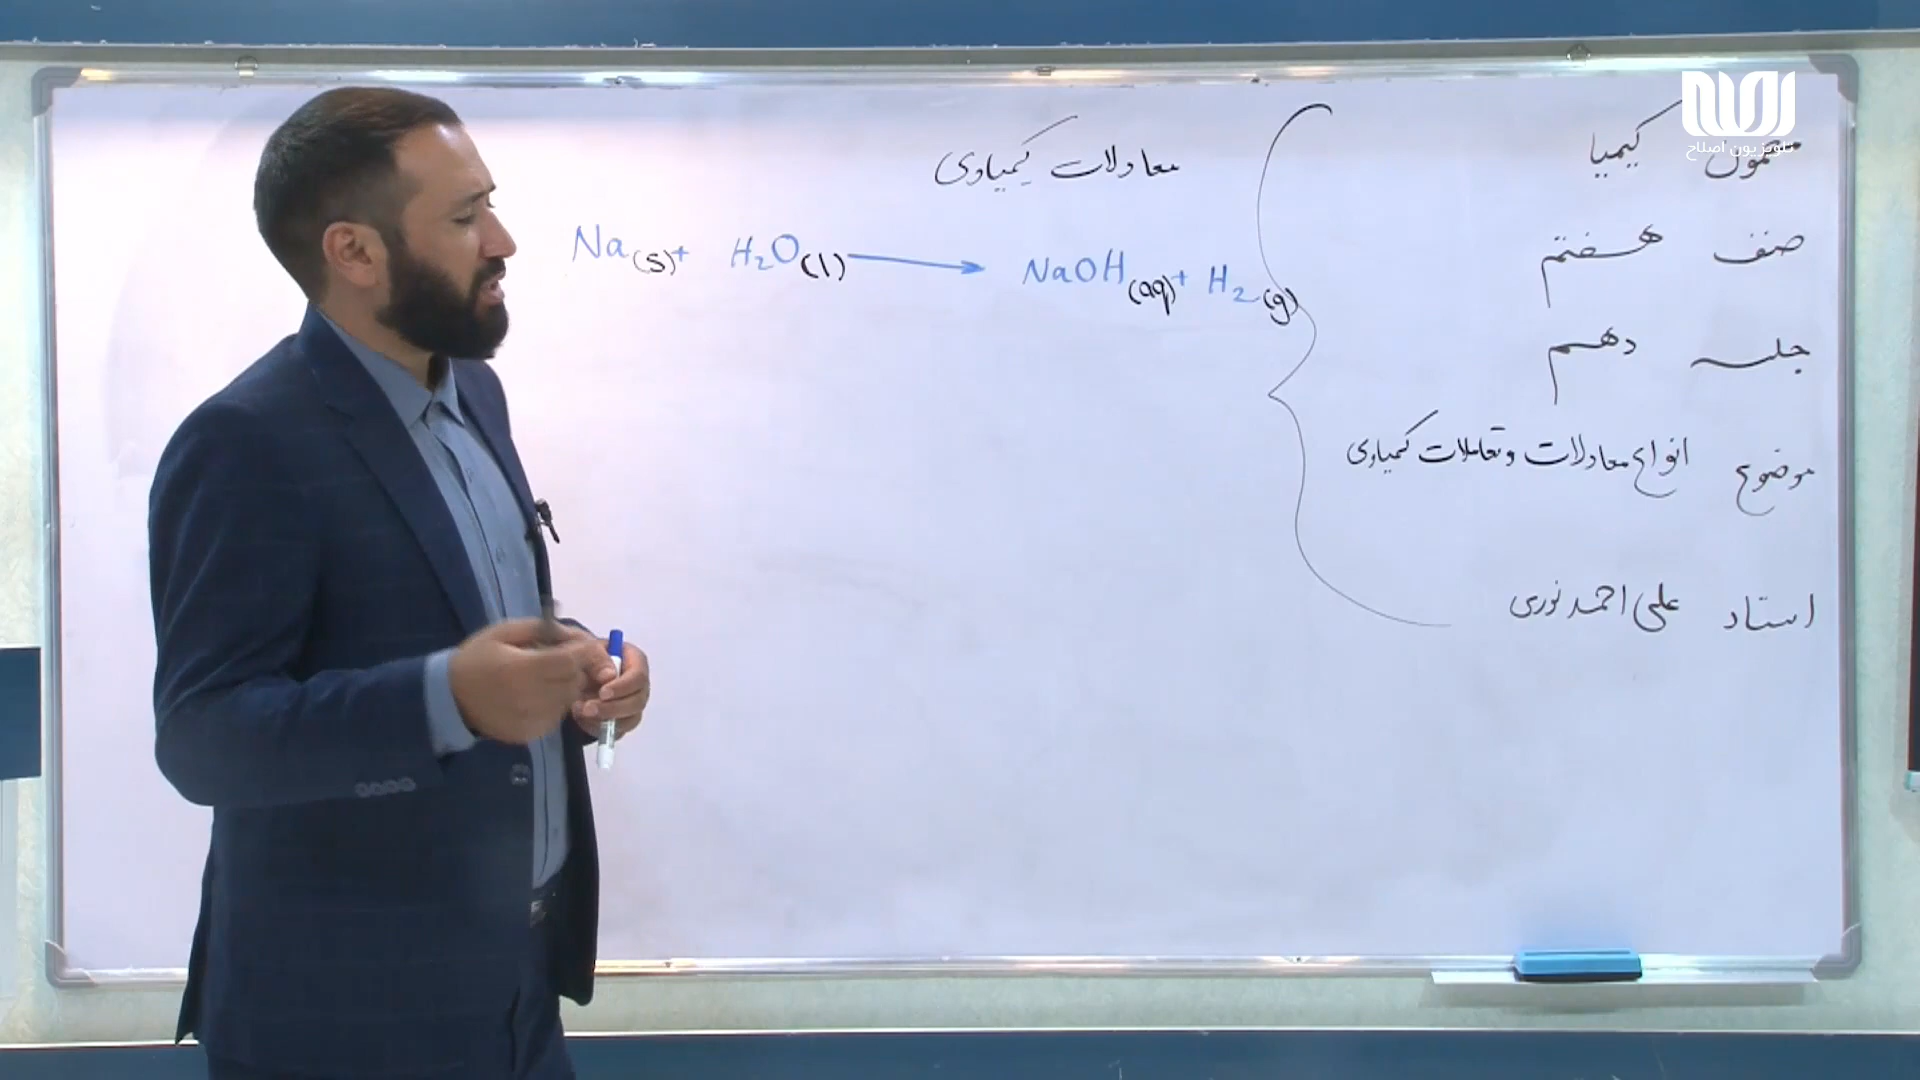 مضمون کیمیا
صنف هفتم
جلسه دهم
موضوع انواع معادلات و تعاملات کمیاوی
استاد علی احمد نوری
معادلات کیمیاوی
Na(s) + H₂O(l) → NaOH(aq) + H₂(g)
تلویزیون اصلاح